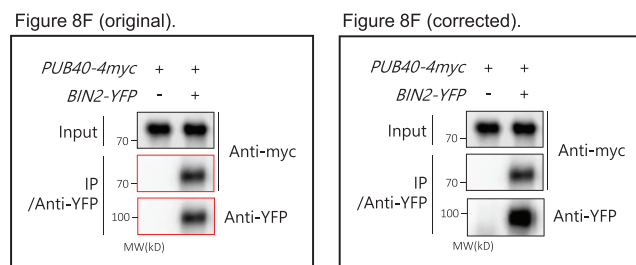 Figure 8F (original).
PUB40-4myc + +
BIN2-YFP - +
Input 70
Anti-myc
IP 70
/Anti-YFP
100 Anti-YFP
MW(kD)
Figure 8F (corrected).
PUB40-4myc + +
BIN2-YFP - +
Input 70
Anti-myc
IP 70
/Anti-YFP
100 Anti-YFP
MW(kD)